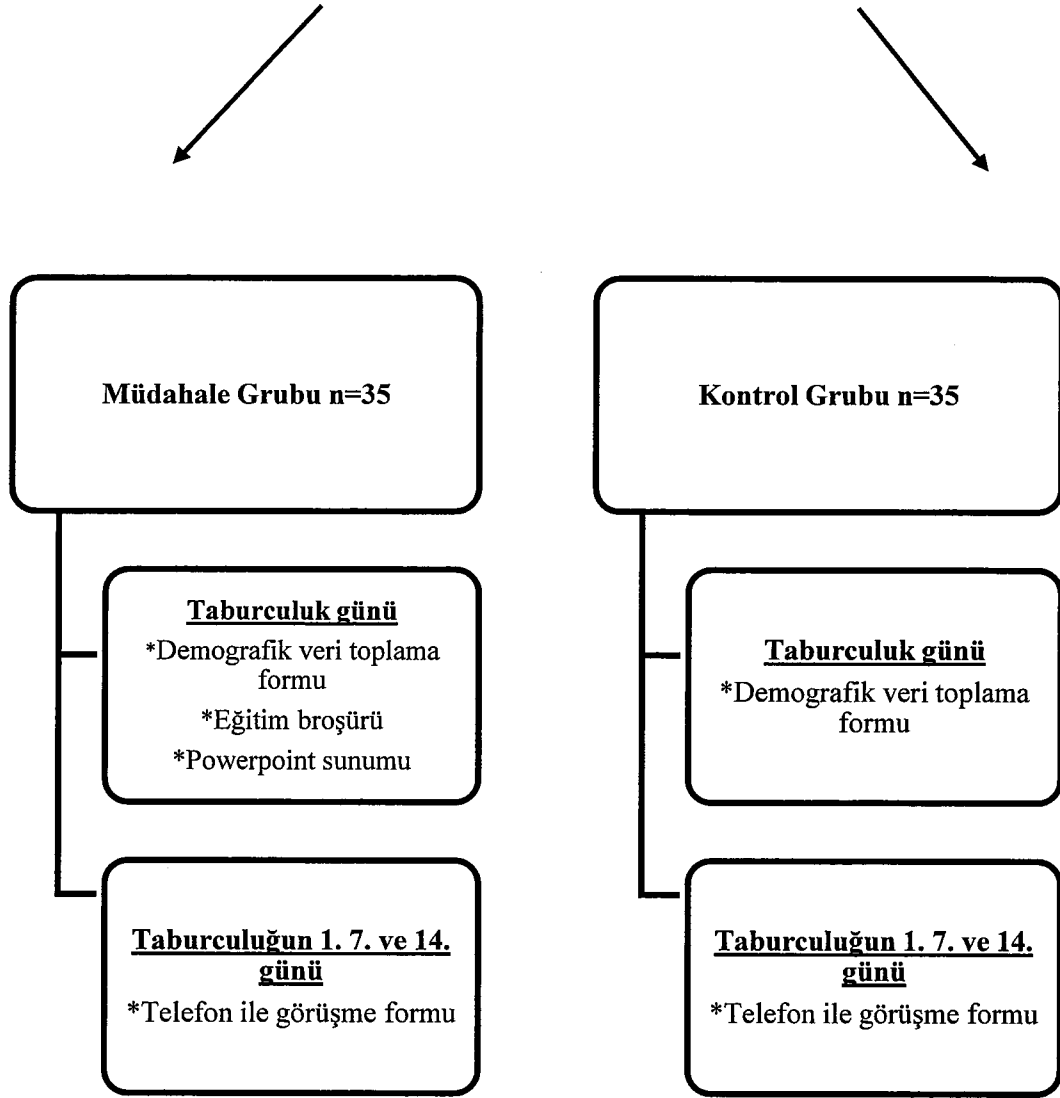 Müdahale Grubu n=35
Kontrol Grubu n=35
Taburculuk günü
*Demografik veri toplama
formu
*Eğitim broşürü
*Powerpoint sunumu
Taburculuk günü
*Demografik veri toplama
formu
Taburculuğun 1. 7. ve 14.
günü
*Telefon ile görüşme formu
Taburculuğun 1. 7. ve 14.
günü
*Telefon ile görüşme formu